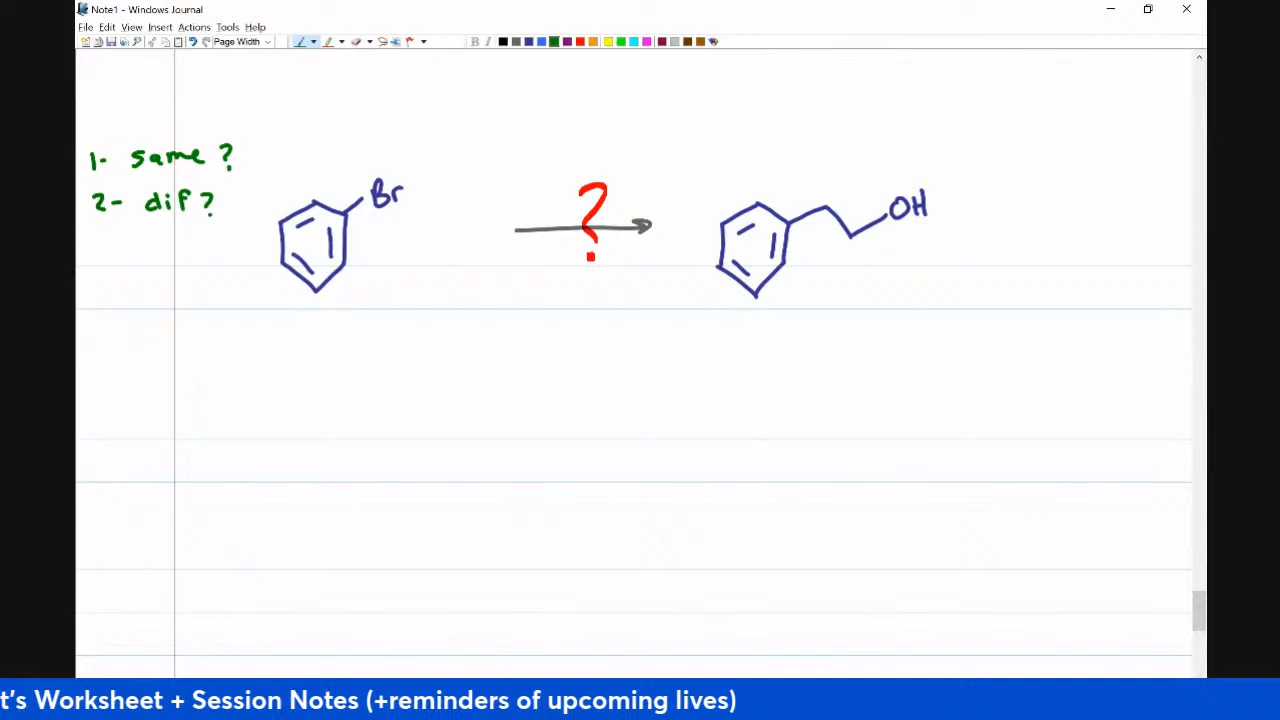 Note1 - Windows Journal
File Edit View Insert Actions Tools Help
Page Width
B I
1- same ?
2- dif ?
Br
?
OH
t's Worksheet + Session Notes (+reminders of upcoming lives)